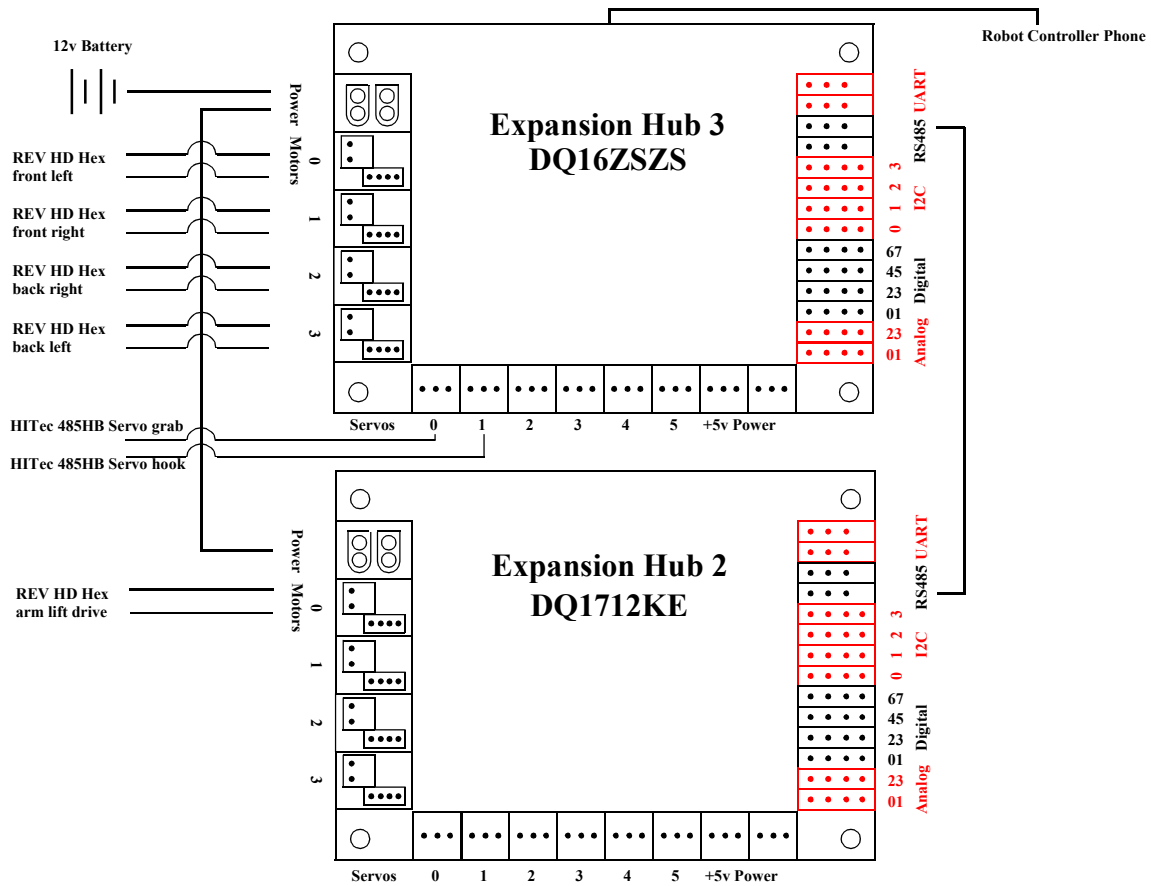 Robot Controller Phone
12v Battery
Power
Motors
Expansion Hub 3
DQ16ZSZS
UART
RS485
REV HD Hex
front left
0
3
REV HD Hex
front right
1
2
I2C
1
0
REV HD Hex
back right
2
67
45
Digital
23
01
REV HD Hex
back left
3
23
Analog
01
HITec 485HB Servo grab
HITec 485HB Servo hook
Servos 0 1 2 3 4 5 +5v Power
Power
Motors
Expansion Hub 2
DQ1712KE
UART
RS485
REV HD Hex
arm lift drive
0
3
2
I2C
1
1
0
2
67
45
Digital
23
01
3
23
Analog
01
Servos 0 1 2 3 4 5 +5v Power